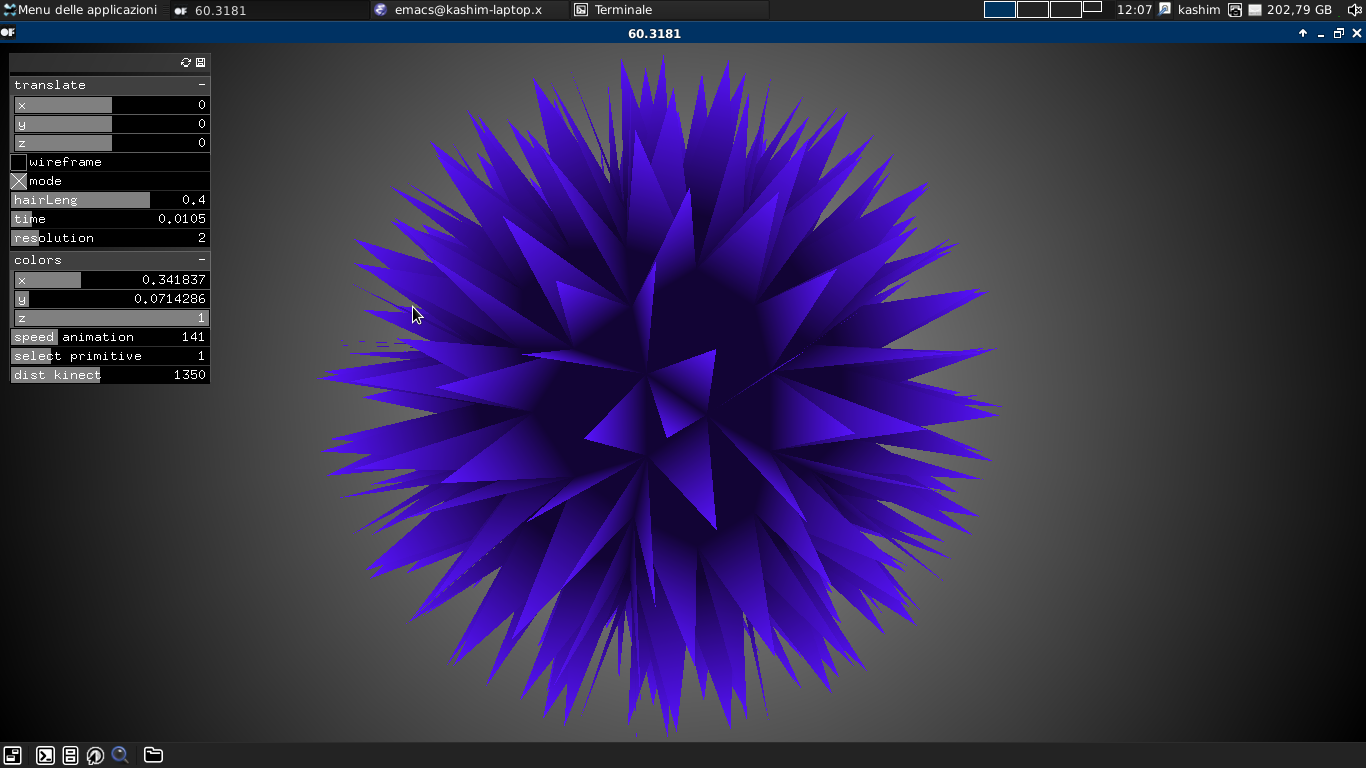 Menu delle applicazioni OF 60.3181 emacs@kashim-laptop.x Terminale 12:07 kashim 202,79 GB
OF 60.3181
translate
x 0
y 0
z 0
wireframe
mode
hairLeng 0.4
time 0.0105
resolution 2
colors
x 0.341837
y 0.0714286
z 1
speed animation 141
select primitive 1
dist kinect 1350